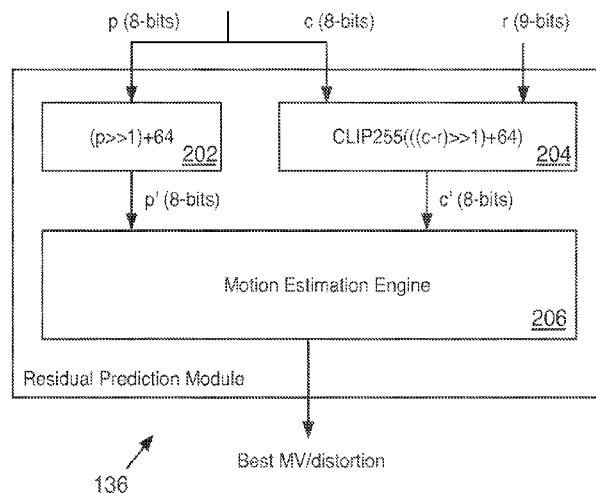 p (8-bits)
c (8-bits)
r (9-bits)
(p>>1)+64
202
CLIP255(((c-r)>>1)+64)
204
p' (8-bits)
c' (8-bits)
Motion Estimation Engine
206
Residual Prediction Module
136
Best MV/distortion